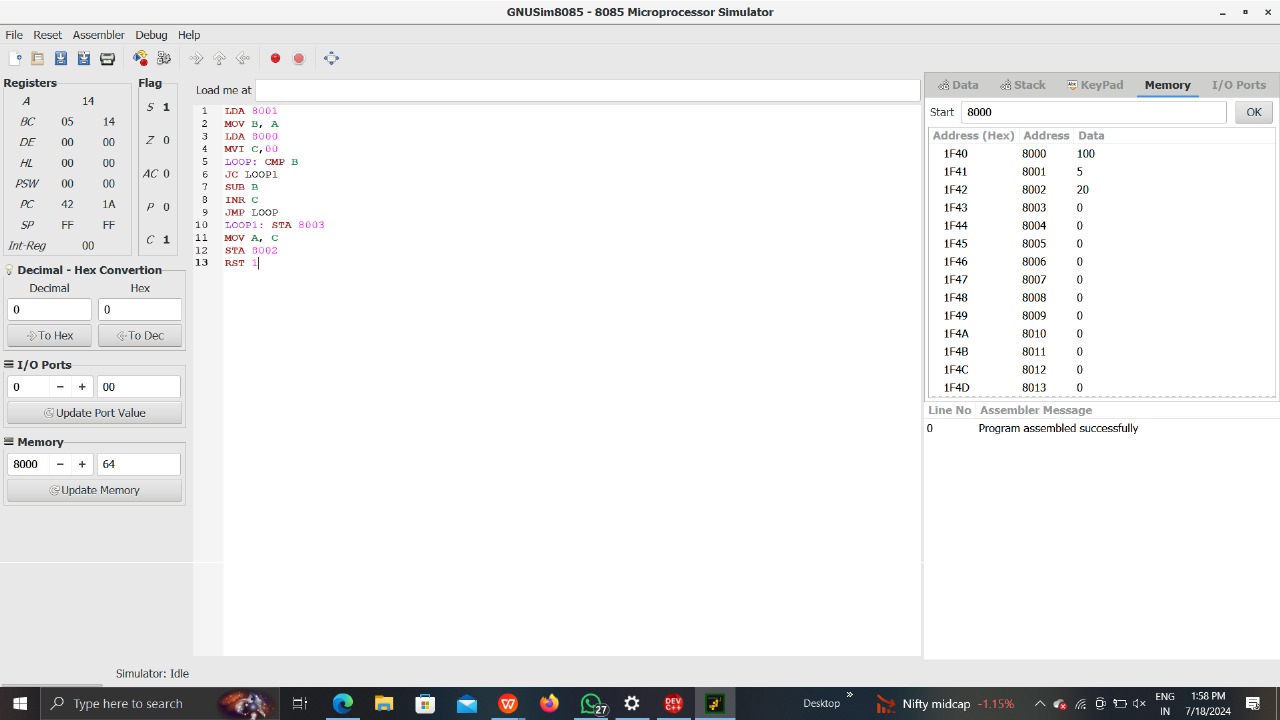 GNUSim8085 - 8085 Microprocessor Simulator
File Reset Assembler Debug Help
Registers
A 14
BC 05 14
DE 00 00
HL 00 00
PSW 00 00
PC 42 1A
SP FF FF
Int-Reg 00
Flag
S 1
Z 0
AC 0
P 0
C 1
Decimal - Hex Convertion
Decimal Hex
0 0
To Hex To Dec
I/O Ports
0 − + 00
Update Port Value
Memory
8000 − + 64
Update Memory
Load me at
1 LDA 8001
2 MOV B, A
3 LDA 8000
4 MVI C,00
5 LOOP: CMP B
6 JC LOOP1
7 SUB B
8 INR C
9 JMP LOOP
10 LOOP1: STA 8003
11 MOV A, C
12 STA 8002
13 RST 1
Data Stack KeyPad Memory I/O Ports
Start 8000 OK
Address (Hex) Address Data
1F40 8000 100
1F41 8001 5
1F42 8002 20
1F43 8003 0
1F44 8004 0
1F45 8005 0
1F46 8006 0
1F47 8007 0
1F48 8008 0
1F49 8009 0
1F4A 8010 0
1F4B 8011 0
1F4C 8012 0
1F4D 8013 0
Line No Assembler Message
0 Program assembled successfully
Simulator: Idle
Type here to search
27
DEV C++
Desktop
Nifty midcap -1.15%
ENG
IN
1:58 PM
7/18/2024